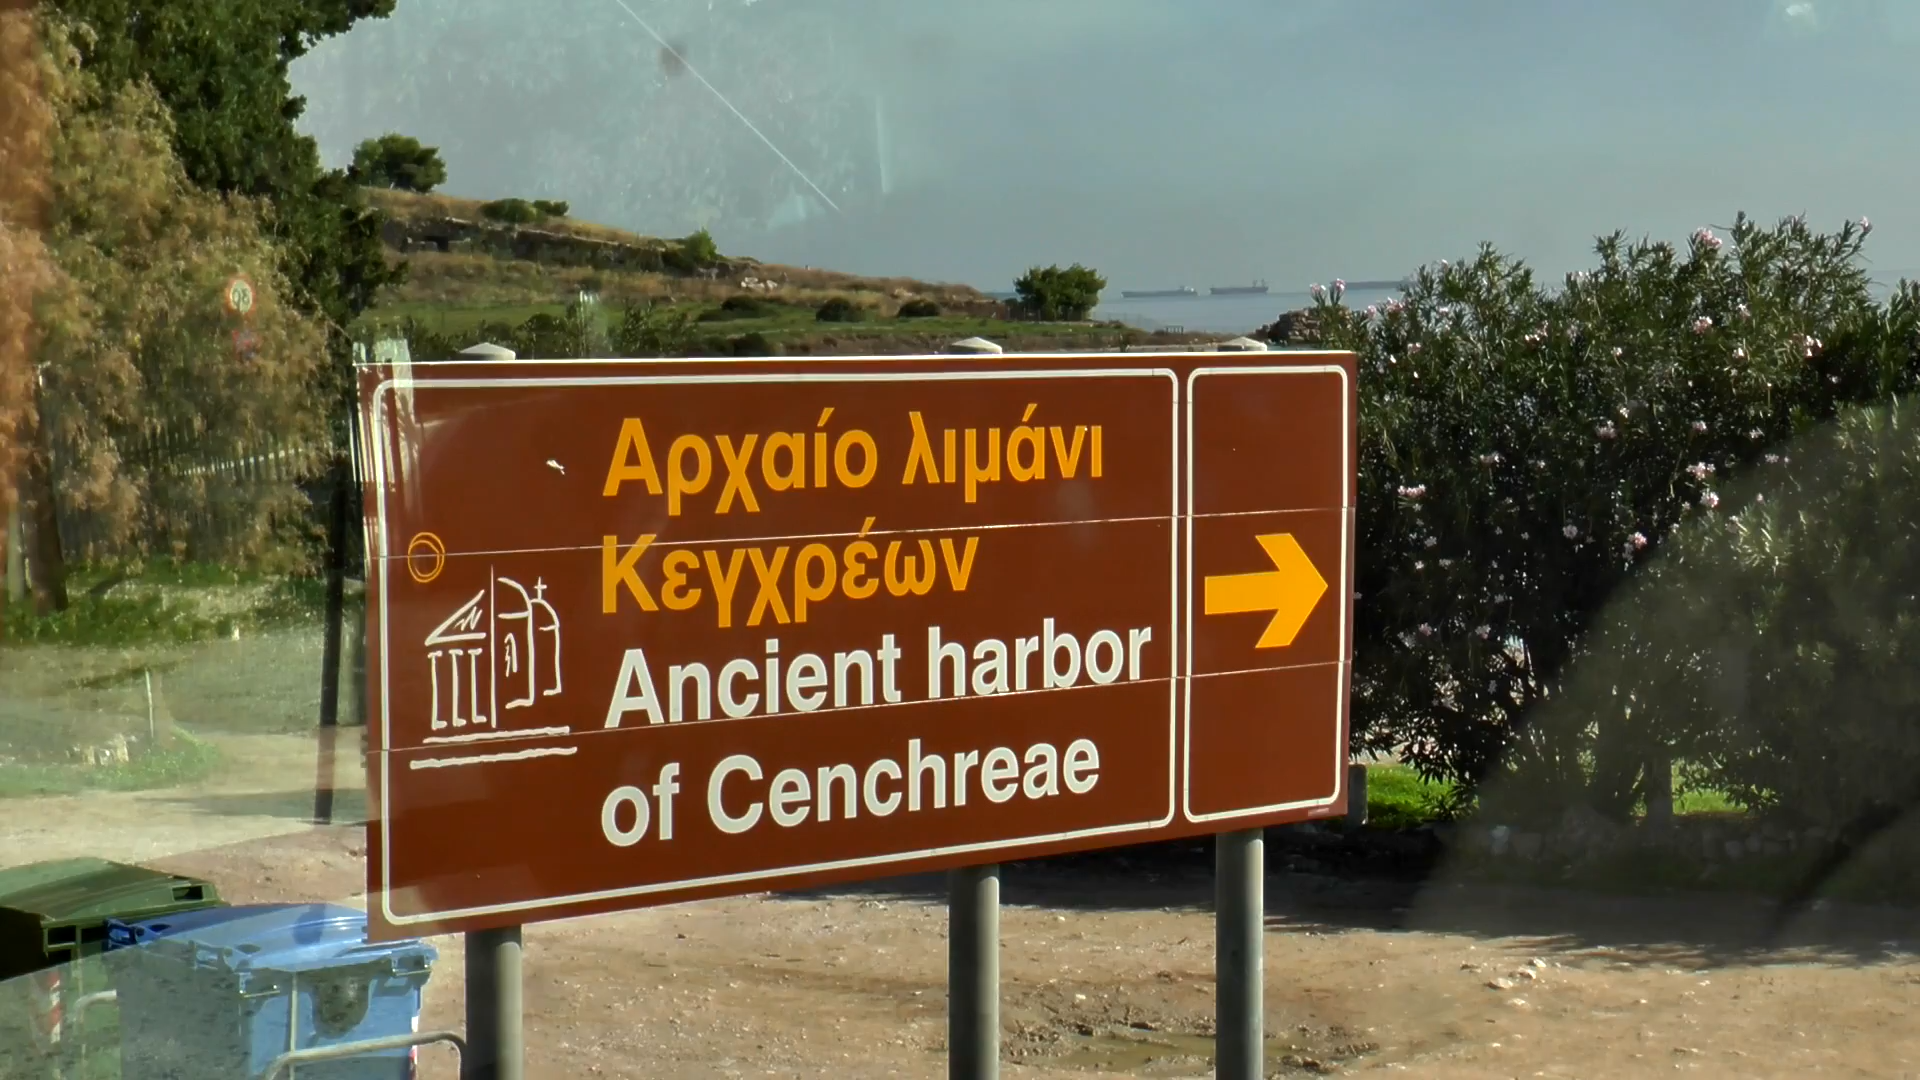 Αρχαίο λιμάνι
Κεγχρέων
Ancient harbor
of Cenchreae